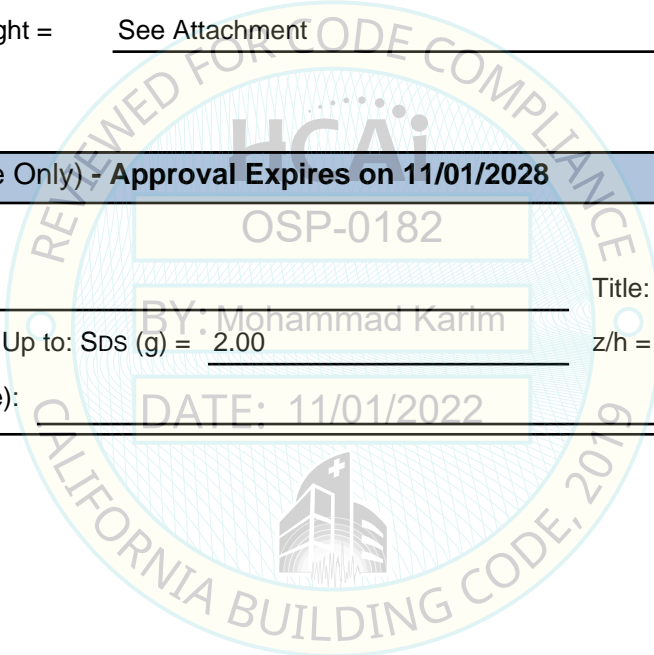 ght = See Attachment
REVIEWED FOR CODE COMPLIANCE
HCAi
e Only) - Approval Expires on 11/01/2028
OSP-0182
Title:
BY: Mohammad Karim
Up to: SDS (g) = 2.00 z/h =
e):
DATE: 11/01/2022
CALIFORNIA BUILDING CODE, 2019